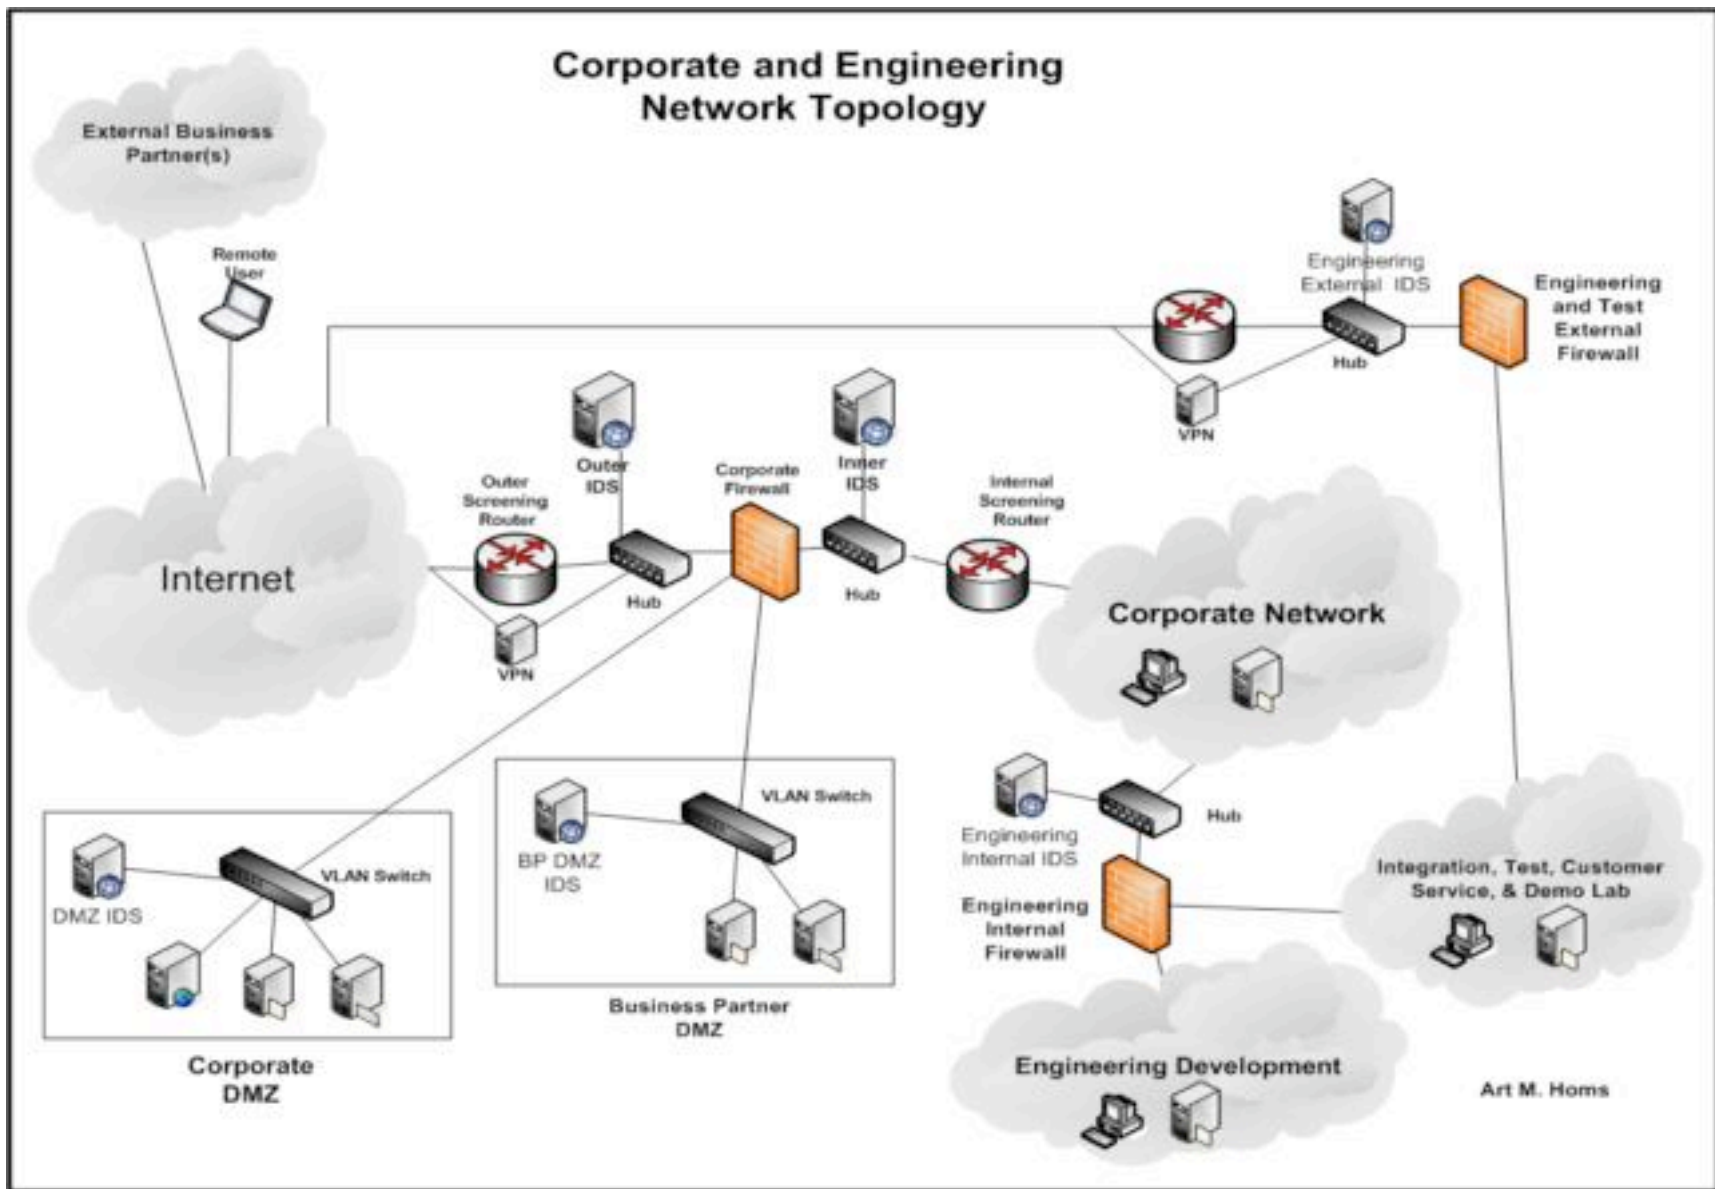 Corporate and Engineering
Network Topology
External Business
Partner(s)
Remote
User
Engineering
External IDS
Engineering
and Test
External
Firewall
Hub
VPN
Outer
IDS
Corporate
Firewall
Inner
IDS
Outer
Screening
Router
Internal
Screening
Router
Internet
Hub
Hub
VPN
Corporate Network
VLAN Switch
BP DMZ
IDS
Business Partner
DMZ
VLAN Switch
DMZ IDS
Corporate
DMZ
Hub
Engineering
Internal IDS
Engineering
Internal
Firewall
Integration, Test, Customer
Service, & Demo Lab
Engineering Development
Art M. Homs